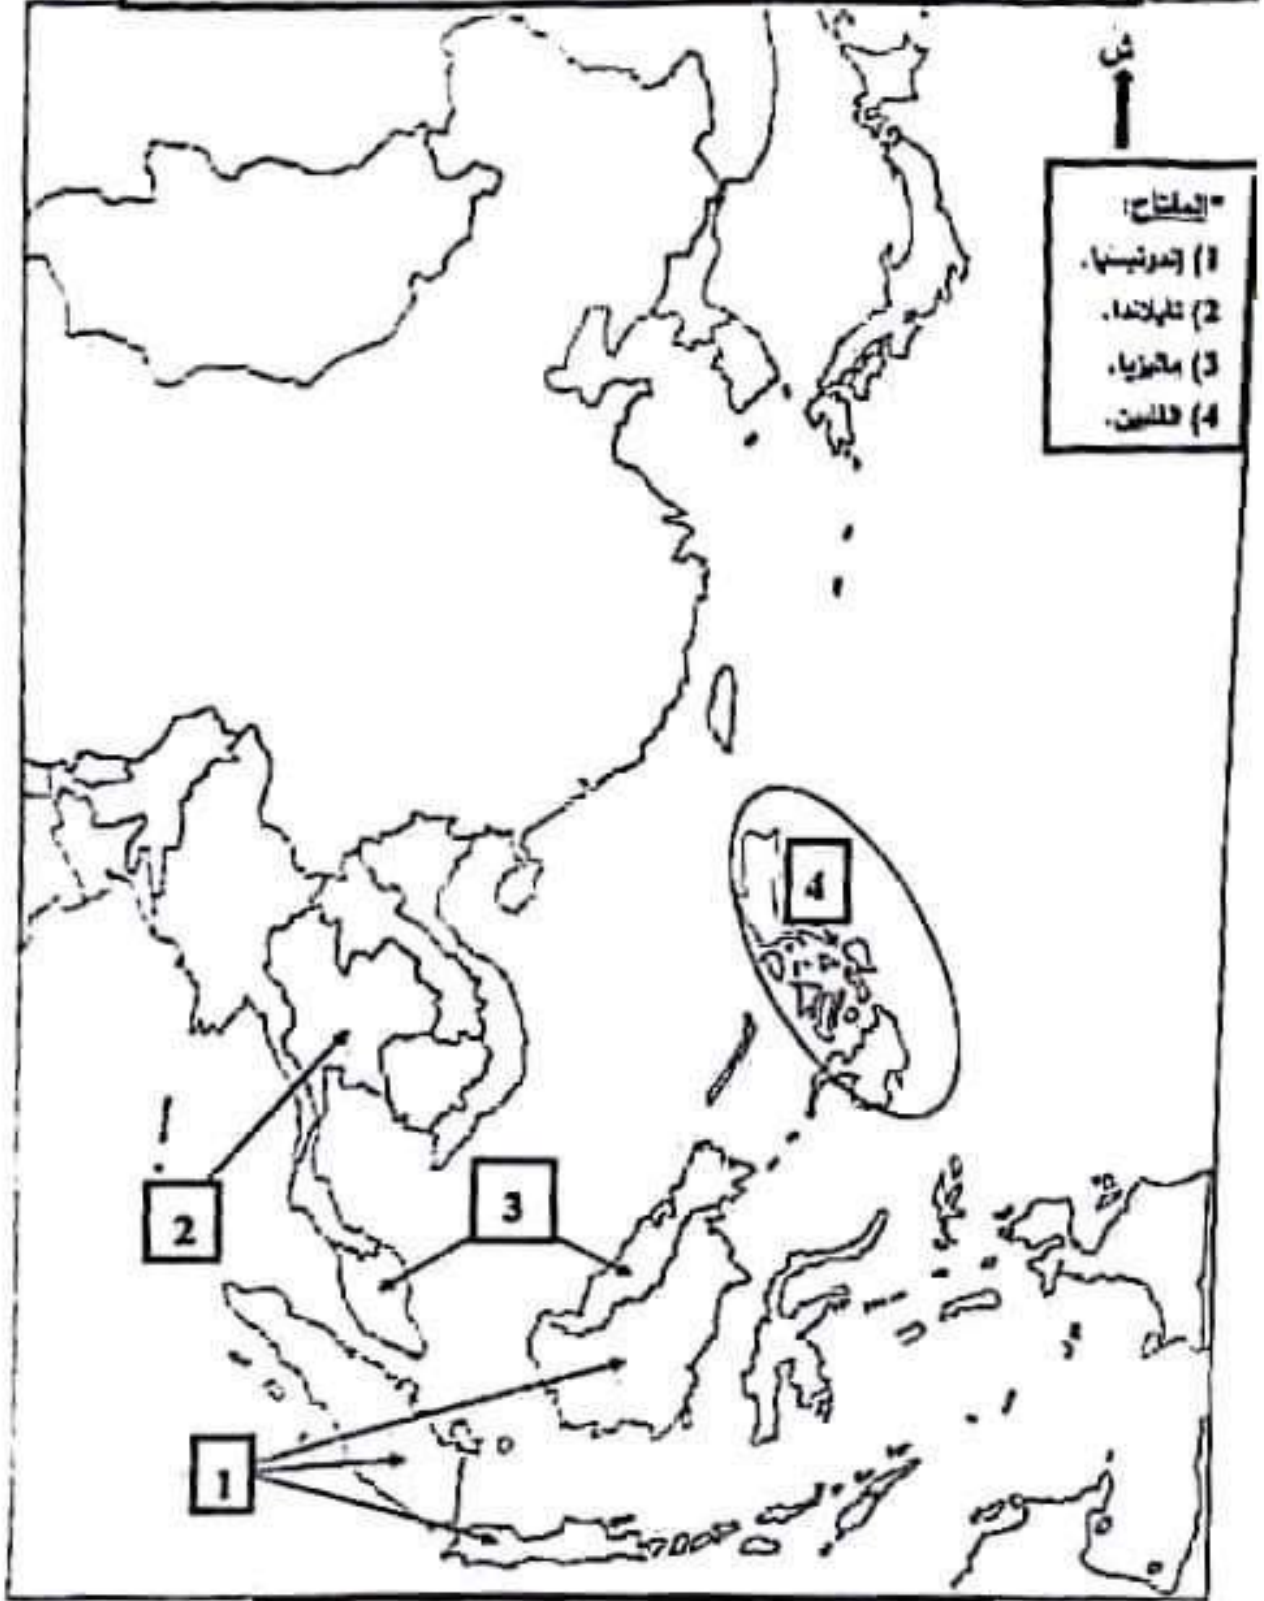 ش
*المفتاح:
1) إندونيسيا.
2) تايلاندا.
3) ماليزيا.
4) الفلبين.
4
3
2
1